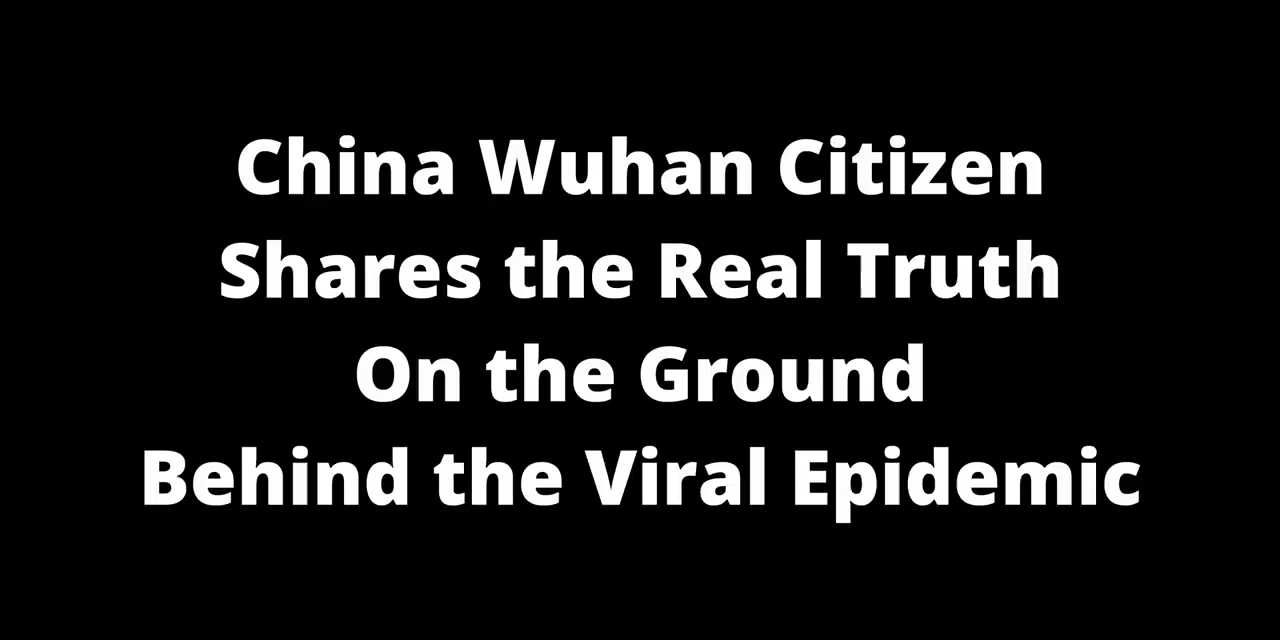 China Wuhan Citizen
Shares the Real Truth
On the Ground
Behind the Viral Epidemic